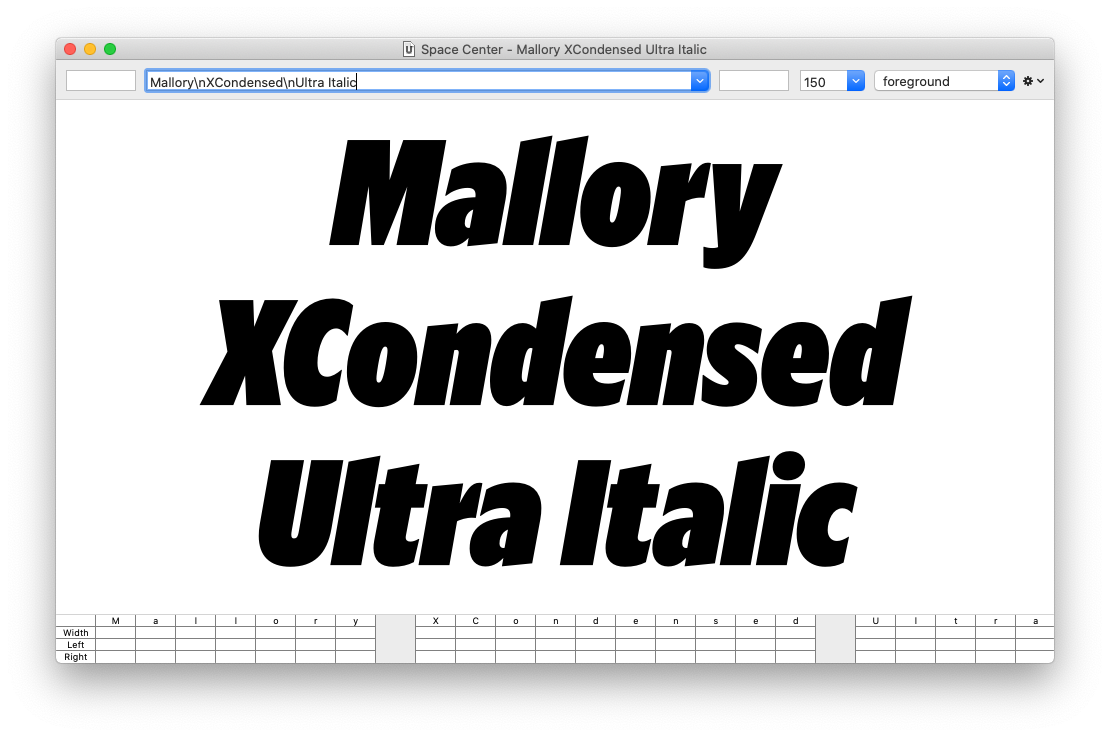 Space Center - Mallory XCondensed Ultra Italic
Mallory\nXCondensed\nUltra Italic 150 foreground
Mallory
XCondensed
Ultra Italic
M a l l o r y X C o n d e n s e d U l t r a
Width
Left
Right